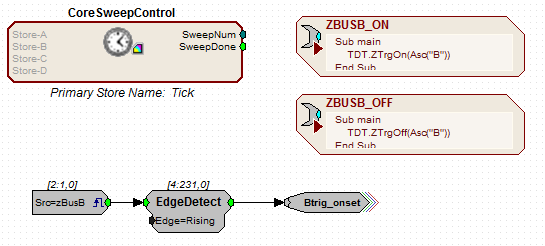 CoreSweepControl
Store-A
Store-B
Store-C
Store-D
SweepNum
SweepDone
Primary Store Name: Tick
ZBUSB_ON
Sub main
TDT.ZTrgOn(Asc("B"))
End Sub
ZBUSB_OFF
Sub main
TDT.ZTrgOff(Asc("B"))
End Sub
[2:1,0]
Src=zBusB
[4:231,0]
EdgeDetect
Edge=Rising
Btrig_onset